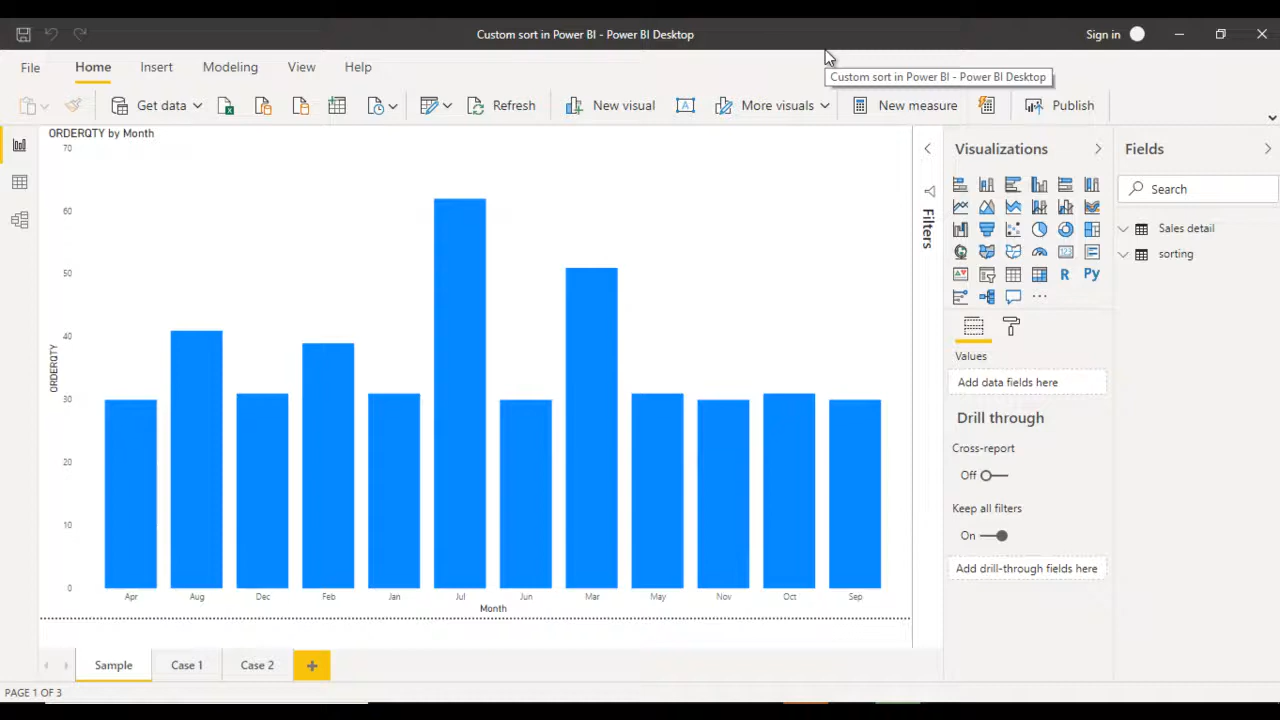 Custom sort in Power BI - Power BI Desktop
Sign in
File
Home
Insert
Modeling
View
Help
Custom sort in Power BI - Power BI Desktop
Get data
Refresh
New visual
More visuals
New measure
Publish
ORDERQTY by Month
70
60
50
40
30
20
10
0
ORDERQTY
Apr
Aug
Dec
Feb
Jan
Jul
Jun
Mar
May
Nov
Oct
Sep
Month
Filters
Visualizations
123
R
Py
Values
Add data fields here
Drill through
Cross-report
Off
Keep all filters
On
Add drill-through fields here
Fields
Search
Sales detail
sorting
Sample
Case 1
Case 2
PAGE 1 OF 3